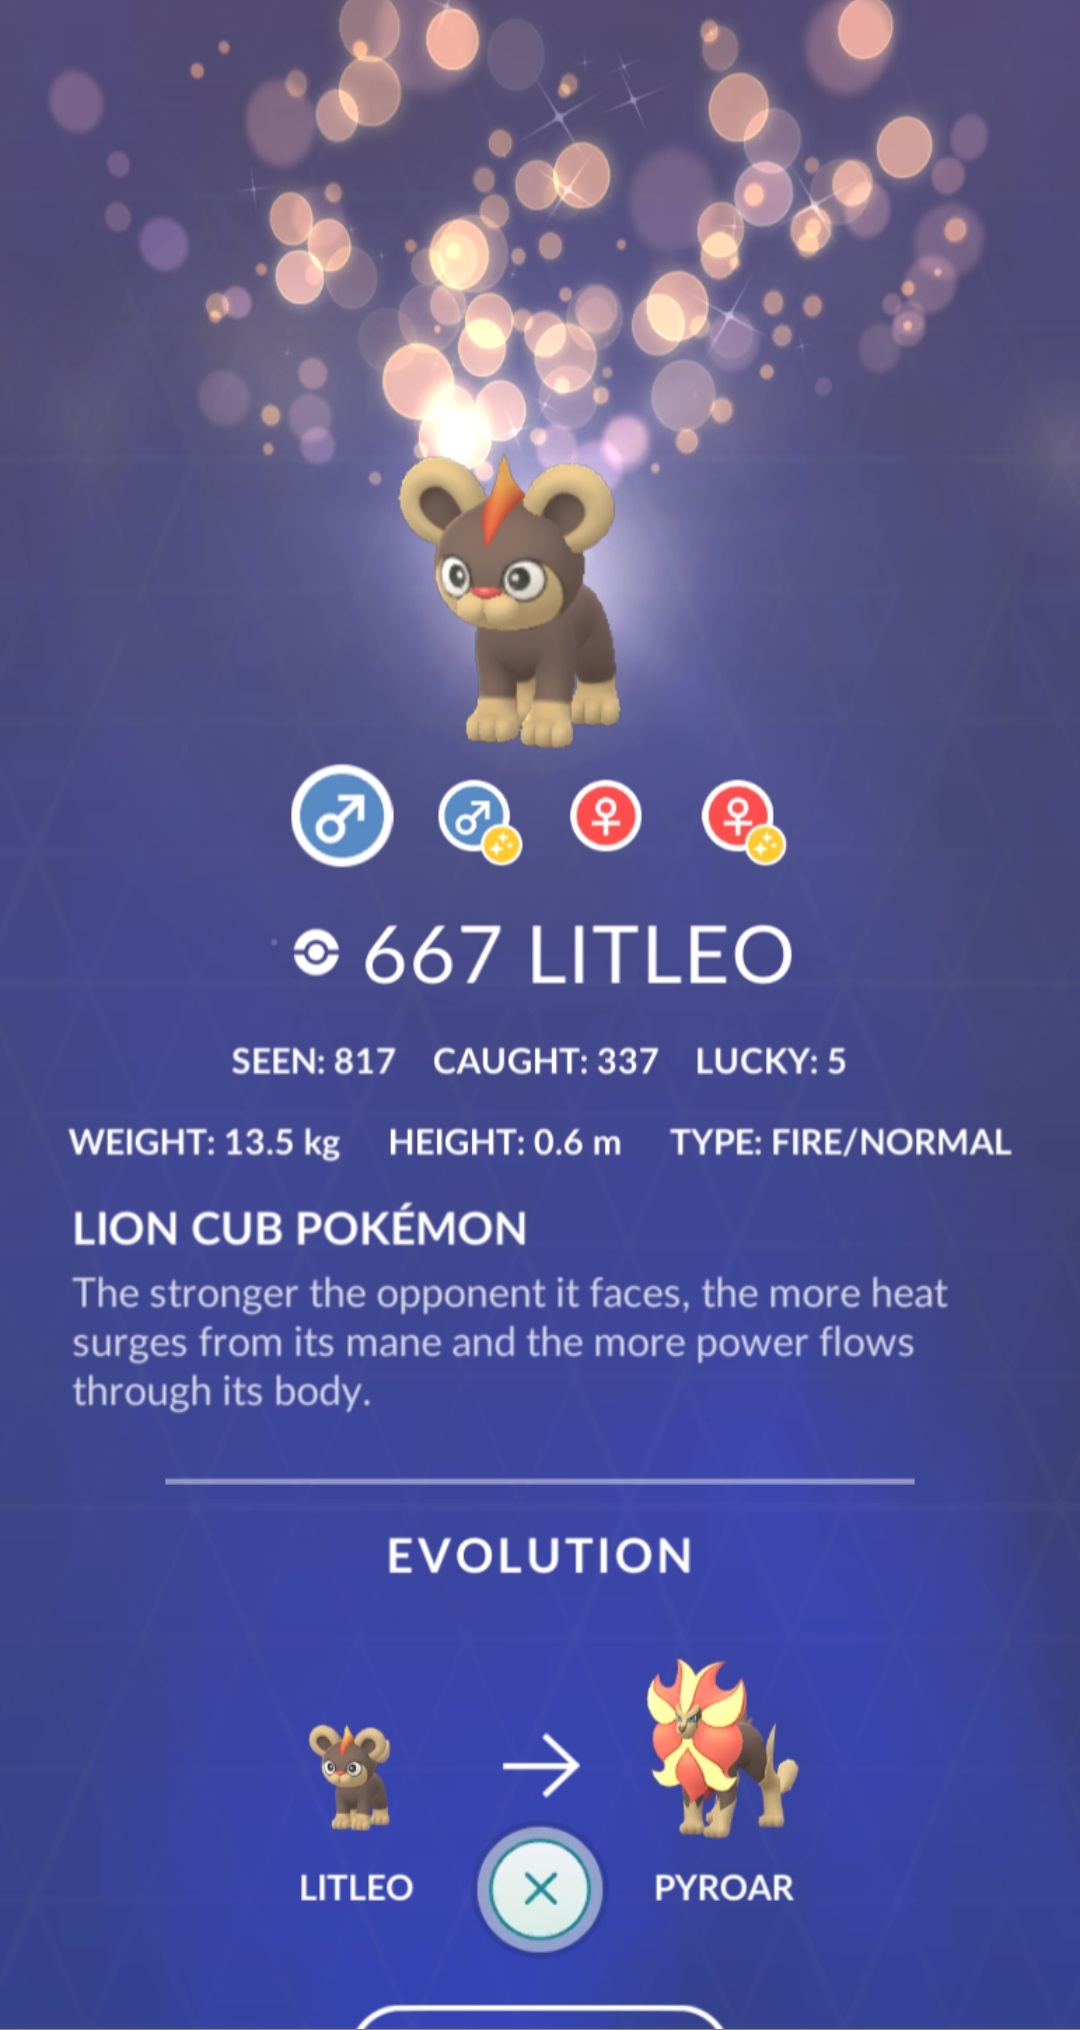 667 LITLEO
SEEN: 817 CAUGHT: 337 LUCKY: 5
WEIGHT: 13.5 kg HEIGHT: 0.6 m TYPE: FIRE/NORMAL
LION CUB POKÉMON
The stronger the opponent it faces, the more heat
surges from its mane and the more power flows
through its body.
EVOLUTION
LITLEO PYROAR